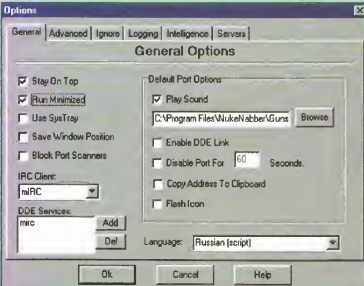 Options
General Advanced Ignore Logging Intelligence Servers
General Options
Stay On Top
Run Minimized
Use SysTray
Save Window Position
Block Port Scanners
IRC Client:
mIRC
DDE Services:
mirc
Add
Del
Default Port Options
Play Sound
C:\Program Files\NukeNabber\Guns
Browse
Enable DDE Link
Disable Port For 60 Seconds.
Copy Address To Clipboard
Flash Icon
Language: Russian (script)
Ok Cancel Help